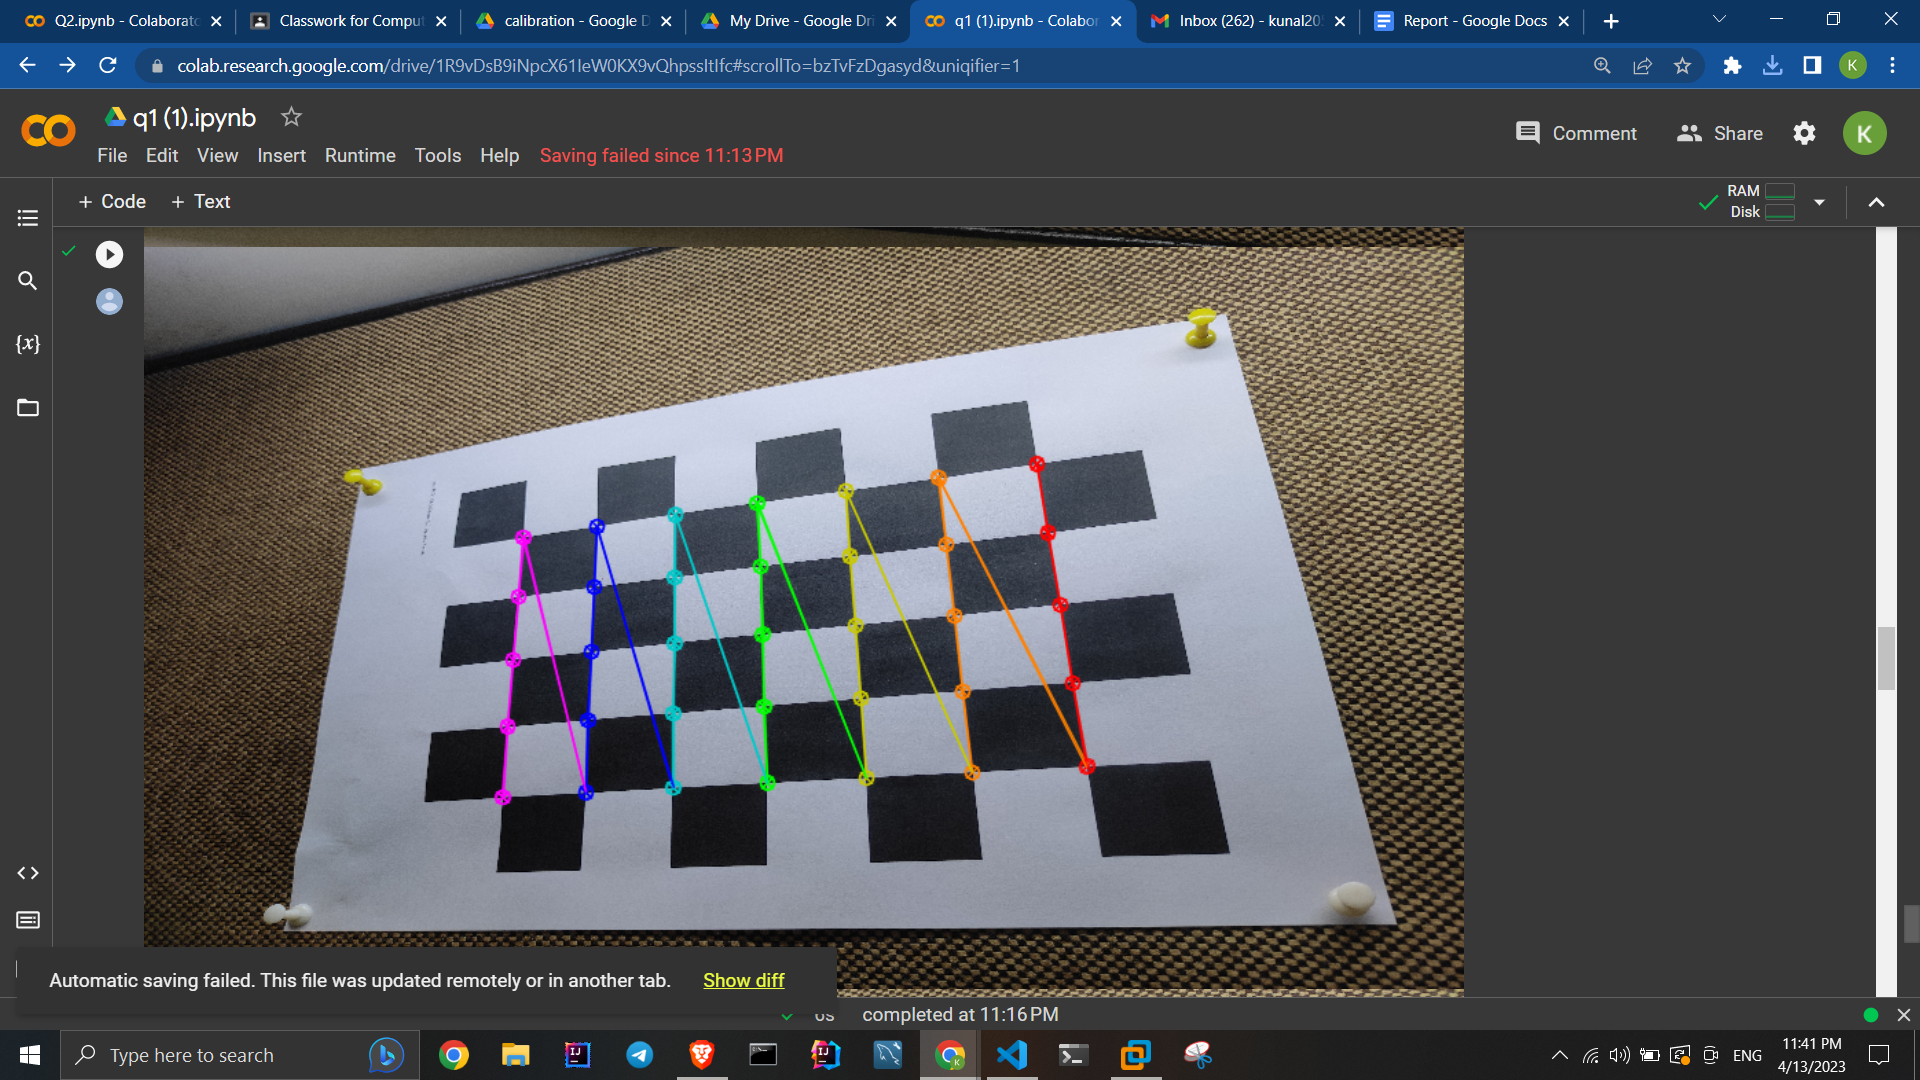 Q2.ipynb - Colaborato
Classwork for Comput
calibration - Google D
My Drive - Google Dri
q1 (1).ipynb - Colabor
Inbox (262) - kunal205
Report - Google Docs
colab.research.google.com/drive/1R9vDsB9iNpcX61IeW0KX9vQhpssItIfc#scrollTo=bzTvFzDgasyd&uniqifier=1
K
q1 (1).ipynb
Comment
Share
K
File Edit View Insert Runtime Tools Help Saving failed since 11:13 PM
+ Code + Text
RAM
Disk
{x}
Automatic saving failed. This file was updated remotely or in another tab. Show diff
completed at 11:16 PM
Type here to search
ENG
11:41 PM
4/13/2023